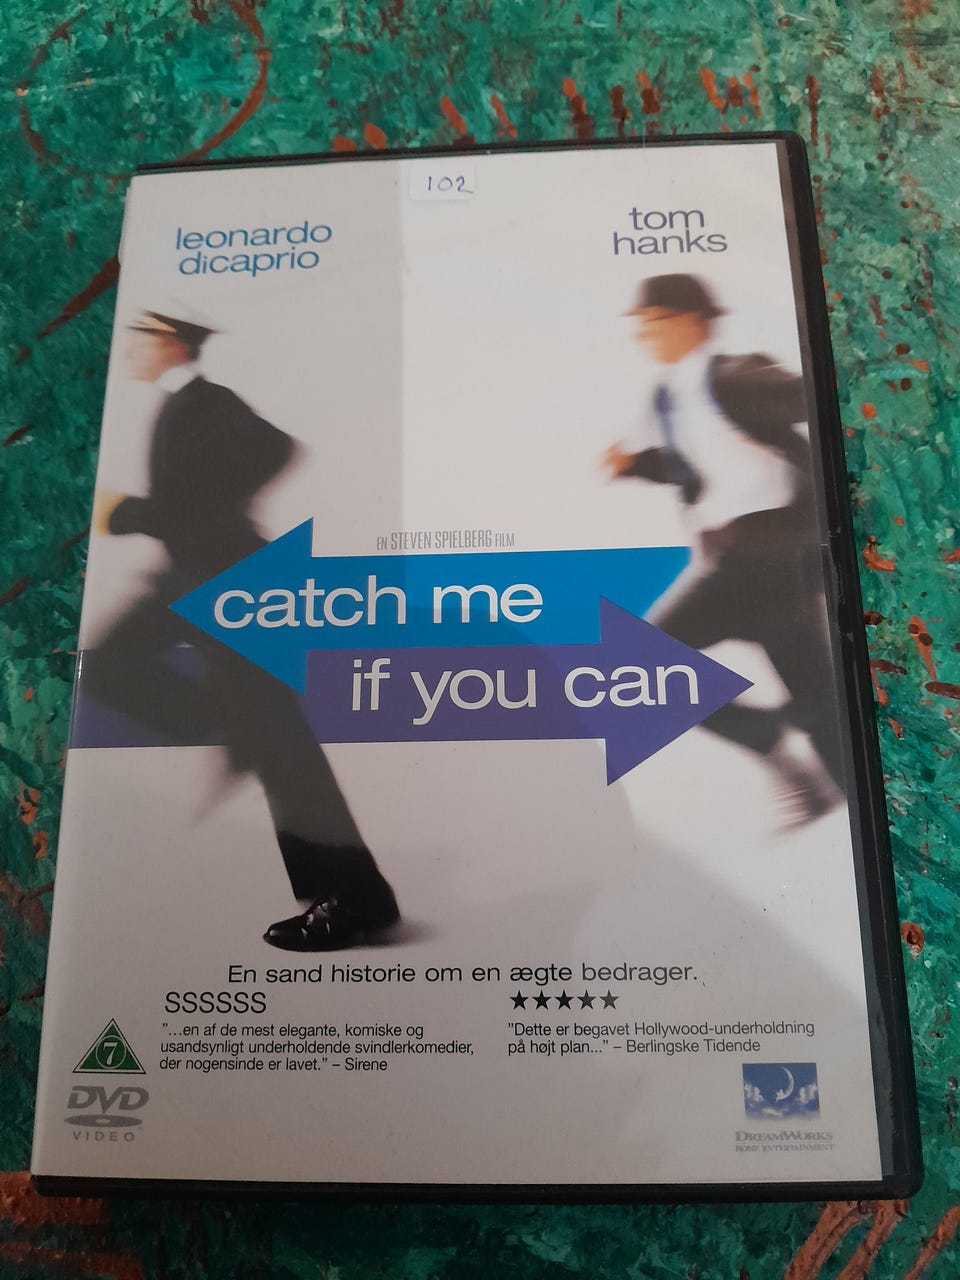 102
leonardo
dicaprio
tom
hanks
EN STEVEN SPIELBERG FILM
catch me
if you can
En sand historie om en ægte bedrager.
SSSSSS
"...en af de mest elegante, komiske og
usandsynligt underholdende svindlerkomedier,
der nogensinde er lavet." – Sirene
★★★★★
"Dette er begavet Hollywood-underholdning
på højt plan..." – Berlingske Tidende
7
DVD
VIDEO
DREAMWORKS
HOME ENTERTAINMENT